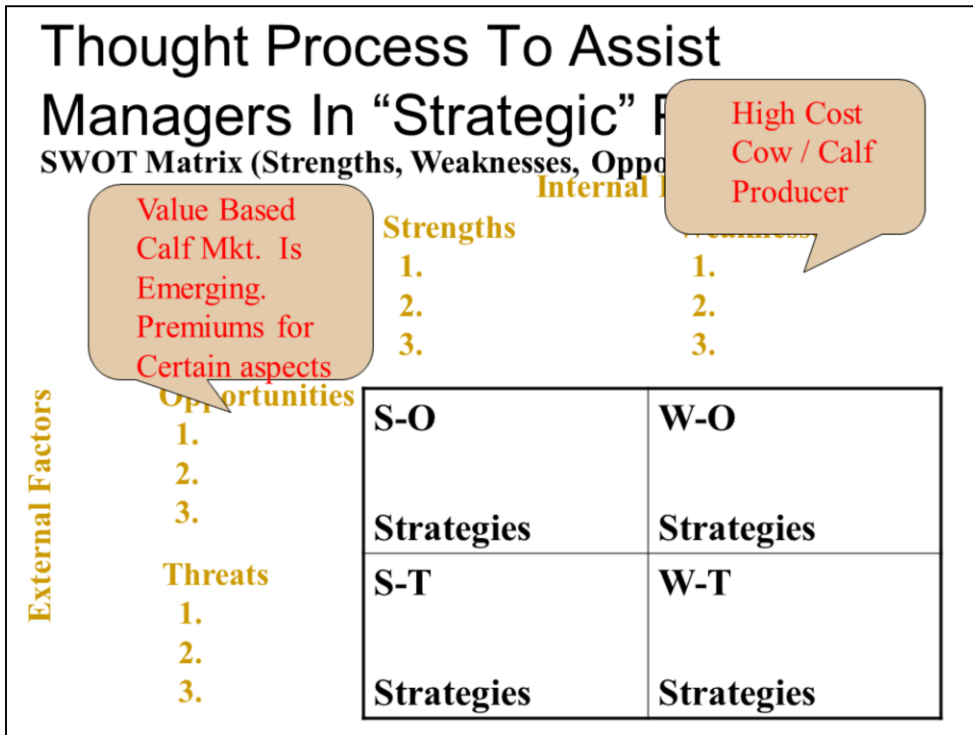 Thought Process To Assist
Managers In “Strategic”
SWOT Matrix (Strengths, Weaknesses,
Internal
High Cost
Cow / Calf
Producer
Value Based
Calf Mkt. Is
Emerging.
Premiums for
Certain aspects
Strengths
1.
2.
3.
1.
2.
3.
External Factors
Opportunities
1.
2.
3.
Threats
1.
2.
3.
S-O
Strategies
W-O
Strategies
S-T
Strategies
W-T
Strategies